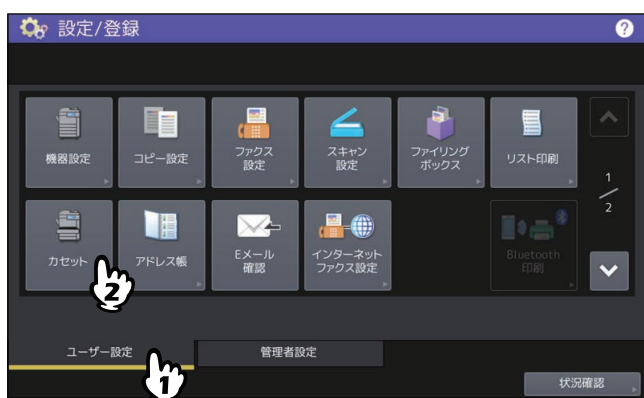 設定/登録
?
機器設定
コピー設定
ファクス
設定
スキャン
設定
ファイリング
ボックス
リスト印刷
1
2
カセット
アドレス帳
Eメール
確認
インターネット
ファクス設定
Bluetooth
印刷
2
ユーザー設定
管理者設定
1
状況確認